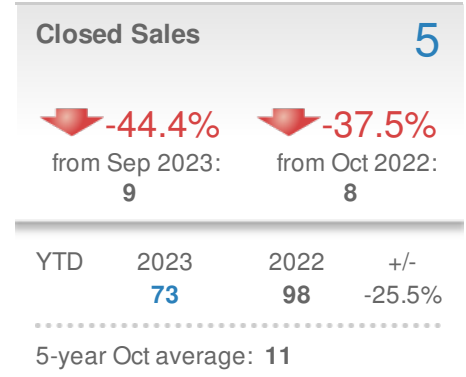 Closed Sales 5
-44.4% -37.5%
from Sep 2023: from Oct 2022:
9 8
YTD 2023 2022 +/-
73 98 -25.5%
5-year Oct average: 11